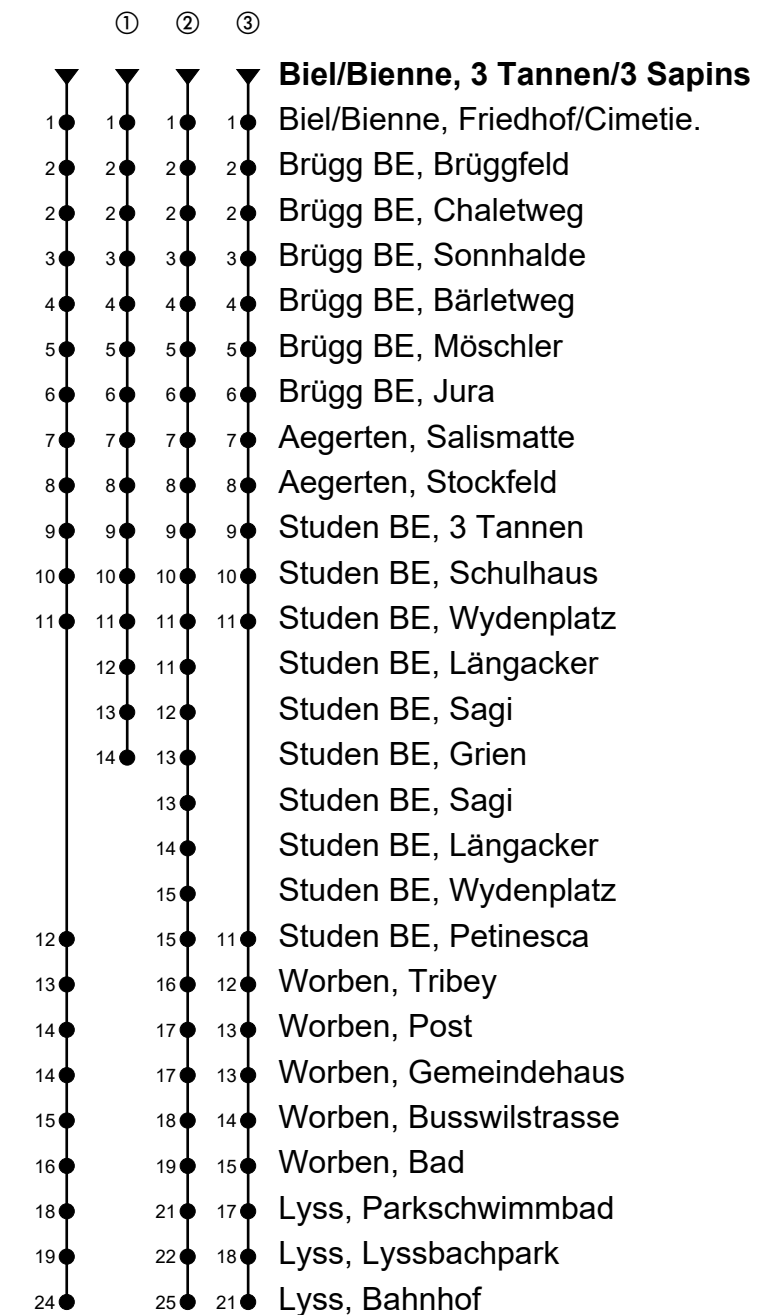 ① ② ③
Biel/Bienne, 3 Tannen/3 Sapins
1 1 1 1 Biel/Bienne, Friedhof/Cimetie.
2 2 2 2 Brügg BE, Brüggfeld
2 2 2 2 Brügg BE, Chaletweg
3 3 3 3 Brügg BE, Sonnhalde
4 4 4 4 Brügg BE, Bärletweg
5 5 5 5 Brügg BE, Möschler
6 6 6 6 Brügg BE, Jura
7 7 7 7 Aegerten, Salismatte
8 8 8 8 Aegerten, Stockfeld
9 9 9 9 Studen BE, 3 Tannen
10 10 10 10 Studen BE, Schulhaus
11 11 11 11 Studen BE, Wydenplatz
12 11 Studen BE, Längacker
13 12 Studen BE, Sagi
14 13 Studen BE, Grien
13 Studen BE, Sagi
14 Studen BE, Längacker
15 Studen BE, Wydenplatz
12 15 11 Studen BE, Petinesca
13 16 12 Worben, Tribey
14 17 13 Worben, Post
14 17 13 Worben, Gemeindehaus
15 18 14 Worben, Busswilstrasse
16 19 15 Worben, Bad
18 21 17 Lyss, Parkschwimmbad
19 22 18 Lyss, Lyssbachpark
24 25 21 Lyss, Bahnhof